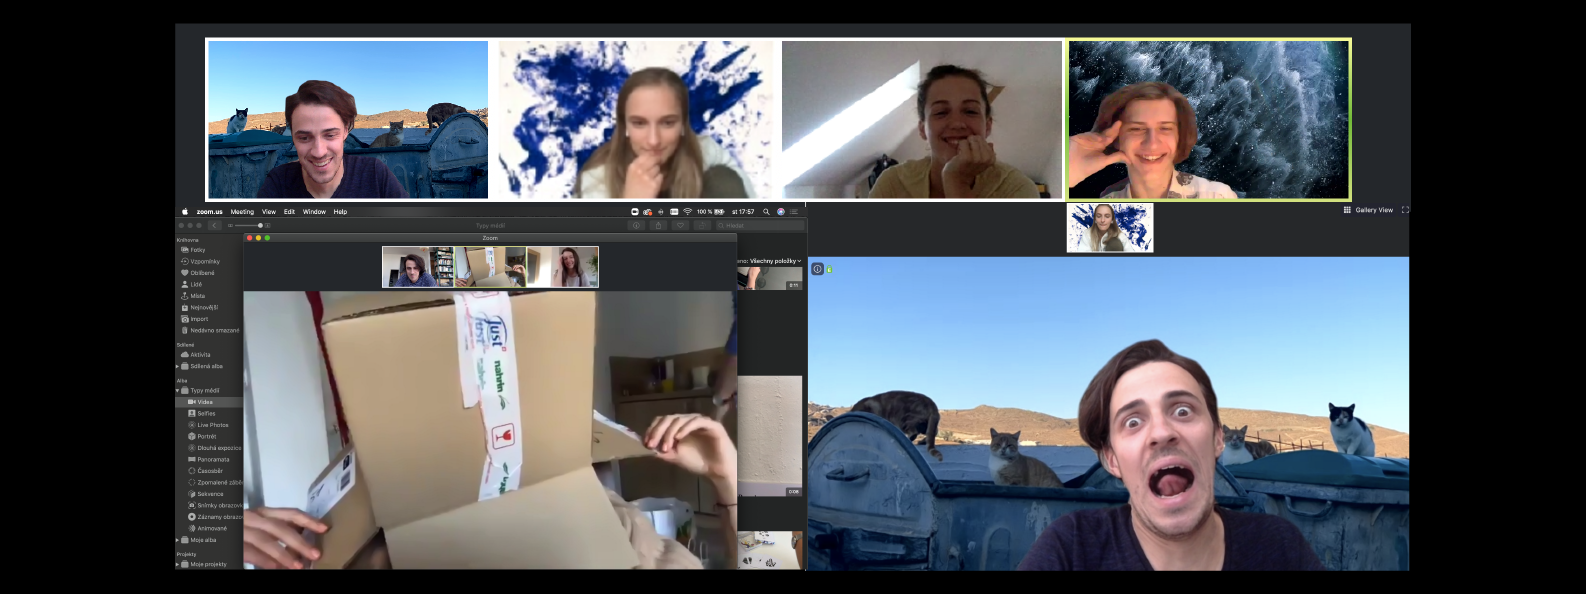 zoom.us Meeting View Edit Window Help
100 % st 17:57
Typy médií
Hledat
Zoom
Gallery View
Knihovna
Fotky
Vzpomínky
Oblíbené
Lidé
Místa
Nejnovější
Import
Nedávno smazané
Sdílené
Aktivita
Sdílená alba
Alba
Typy médií
Videa
Selfies
Live Photos
Portrét
Dlouhá expozice
Panoramata
Časosběr
Zpomalené záběr
Sekvence
Snímky obrazovk
Záznamy obrazo
Animované
Moje alba
Projekty
Moje projekty
eno: Všechny položky
0:11
0:08
Just
nahrin